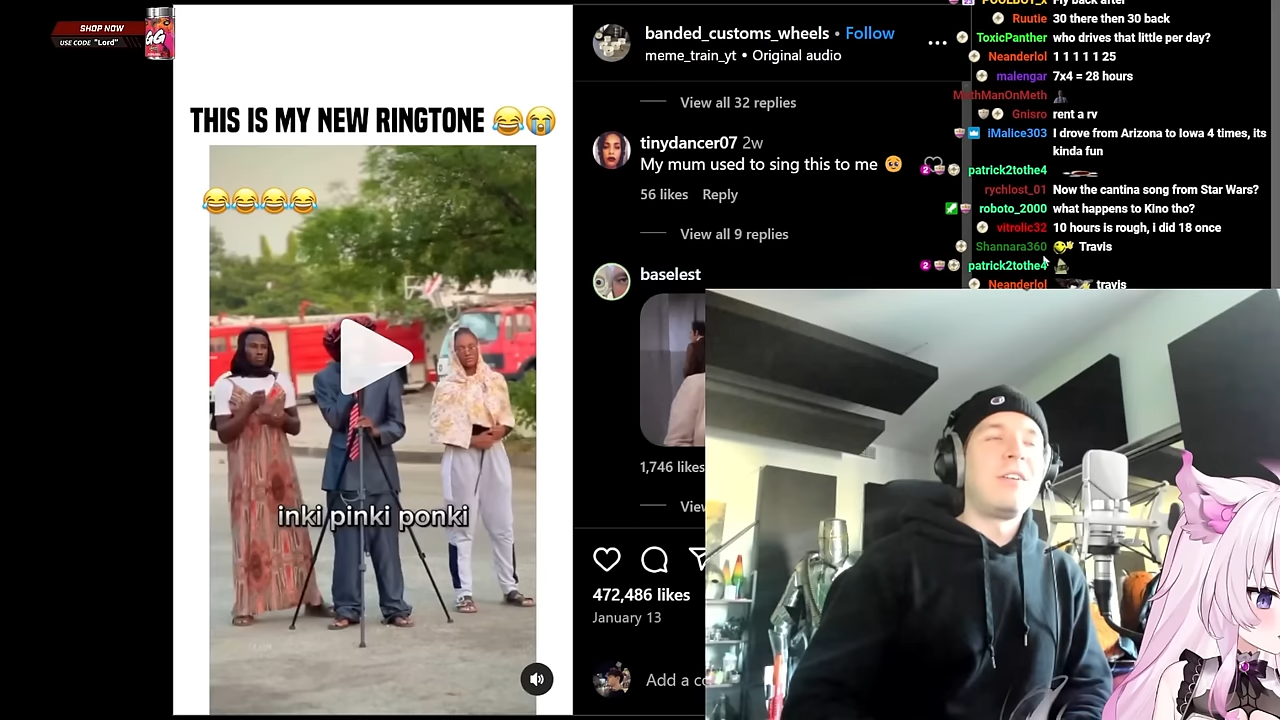 SHOP NOW
USE CODE "Lord"
GG
THIS IS MY NEW RINGTONE 😂😭
😂😂😂😂
inki pinki ponki
banded_customs_wheels • Follow
meme_train_yt • Original audio
View all 32 replies
tinydancer07 2w
My mum used to sing this to me 🥺
56 likes Reply
View all 9 replies
baselest
1,746 likes
472,486 likes
January 13
Fly back after
Ruutie 30 there then 30 back
ToxicPanther who drives that little per day?
Neanderlol 1 1 1 1 1 25
malengar 7x4 = 28 hours
MethManOnMeth
Gnisro rent a rv
iMalice303 I drove from Arizona to Iowa 4 times, its
kinda fun
patrick2tothe4
rychlost_01 Now the cantina song from Star Wars?
roboto_2000 what happens to Kino tho?
vitrolic32 10 hours is rough, i did 18 once
Shannara360 Travis
patrick2tothe4
Neanderlol travis